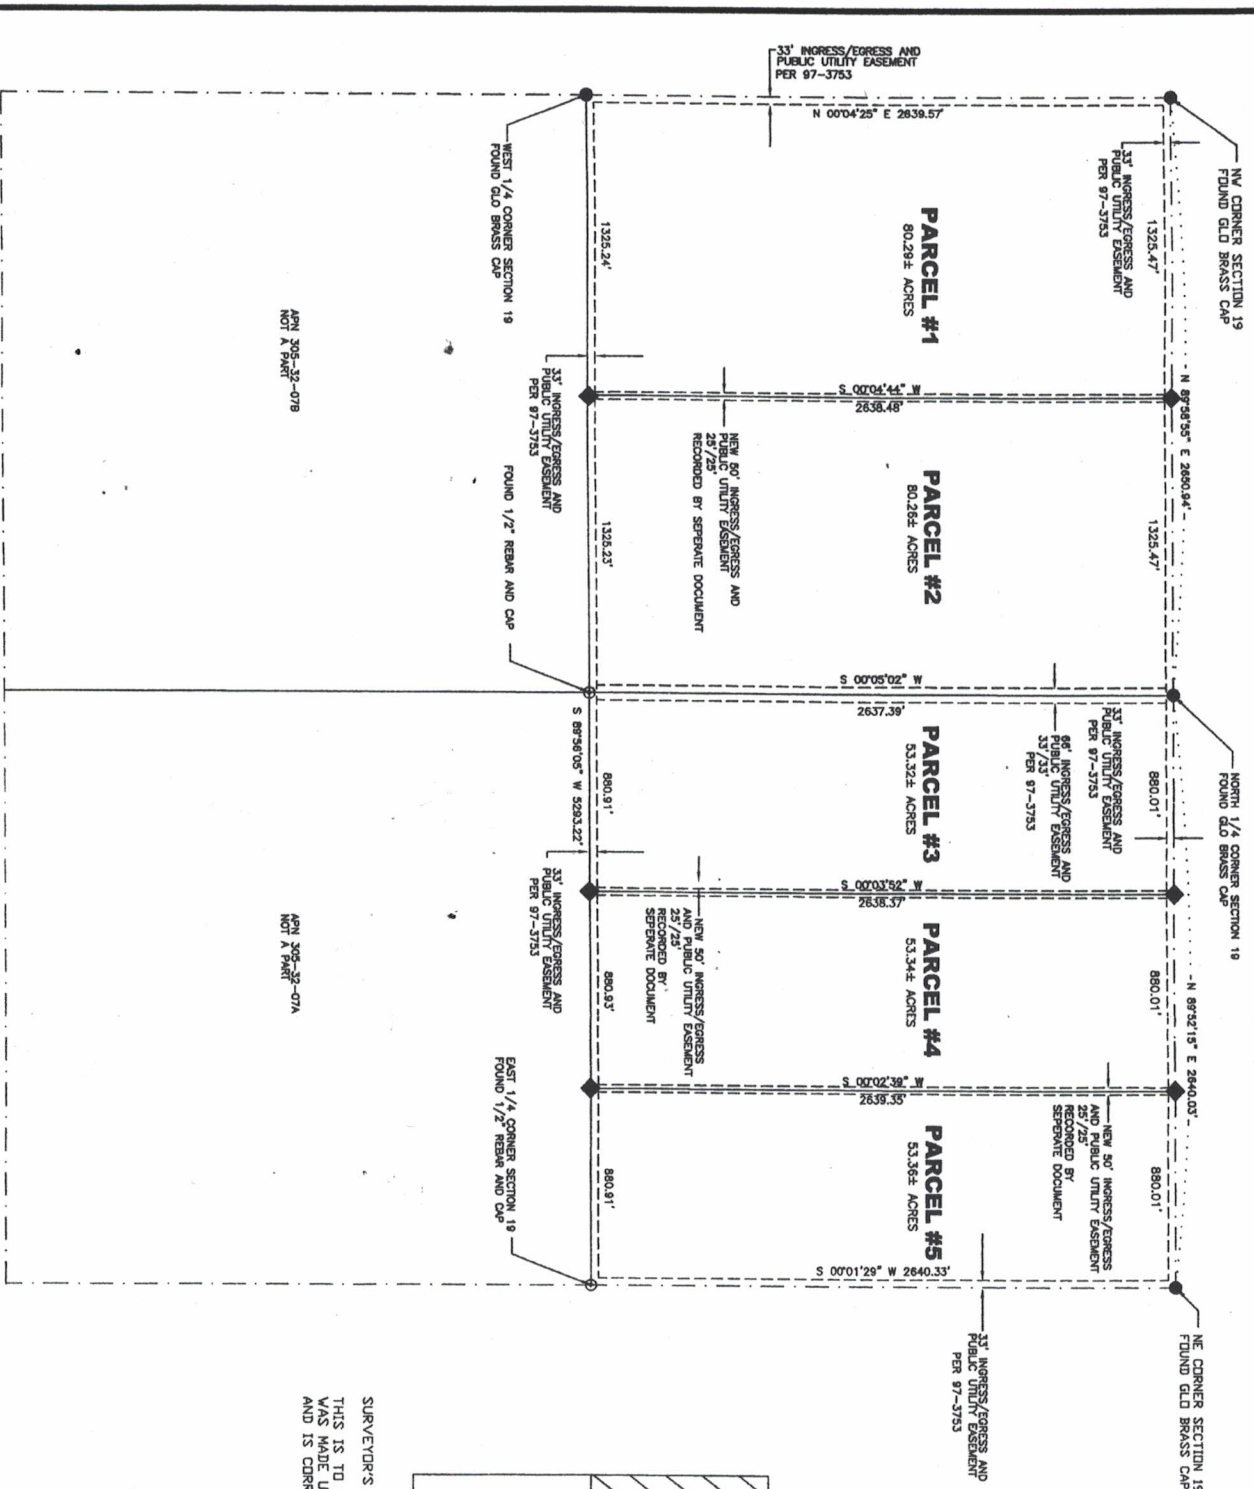 33' INGRESS/EGRESS AND
PUBLIC UTILITY EASEMENT
PER 97-3753
N 00°04'25" E 2639.57'
NW CORNER SECTION 19
FOUND GLO BRASS CAP
33' INGRESS/EGRESS AND
PUBLIC UTILITY EASEMENT
PER 97-3753
1325.47'
N 89°58'55" E 2650.94'
PARCEL #1
80.29± ACRES
1325.24'
WEST 1/4 CORNER SECTION 19
FOUND GLO BRASS CAP
S 00°04'44" W
2638.48'
33' INGRESS/EGRESS AND
PUBLIC UTILITY EASEMENT
PER 97-3753
APN 305-32-07B
NOT A PART
NEW 50' INGRESS/EGRESS AND
PUBLIC UTILITY EASEMENT
25'/25'
RECORDED BY SEPERATE DOCUMENT
1325.47'
PARCEL #2
80.26± ACRES
1325.23'
FOUND 1/2" REBAR AND CAP
S 00°05'02" W
2637.39'
NORTH 1/4 CORNER SECTION 19
FOUND GLO BRASS CAP
33' INGRESS/EGRESS AND
PUBLIC UTILITY EASEMENT
PER 97-3753
66' INGRESS/EGRESS AND
PUBLIC UTILITY EASEMENT
33'/33'
PER 97-3753
880.01'
PARCEL #3
53.32± ACRES
880.91'
S 89°56'05" W 5293.22'
S 00°03'52" W
2638.37'
33' INGRESS/EGRESS AND
PUBLIC UTILITY EASEMENT
PER 97-3753
APN 305-32-07A
NOT A PART
NEW 50' INGRESS/EGRESS
AND PUBLIC UTILITY EASEMENT
25'/25'
RECORDED BY
SEPERATE DOCUMENT
N 89°52'15" E 2640.03'
880.01'
PARCEL #4
53.34± ACRES
880.93'
S 00°02'39" W
2639.35'
NEW 50' INGRESS/EGRESS
AND PUBLIC UTILITY EASEMENT
25'/25'
RECORDED BY
SEPERATE DOCUMENT
880.01'
PARCEL #5
53.36± ACRES
880.91'
EAST 1/4 CORNER SECTION 19
FOUND 1/2" REBAR AND CAP
S 00°01'29" W 2640.33'
33' INGRESS/EGRESS AND
PUBLIC UTILITY EASEMENT
PER 97-3753
NE CORNER SECTION 19
FOUND GLO BRASS CAP
SURVEYOR'S
THIS IS TO
WAS MADE U
AND IS CORR